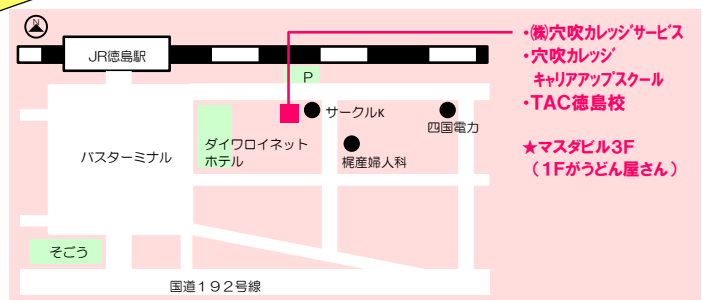 JR徳島駅
P
サークルK
四国電力
ダイワロイネット
ホテル
梶産婦人科
バスターミナル
そごう
国道192号線
・㈱穴吹カレッジサービス
・穴吹カレッジ
キャリアアップスクール
・TAC徳島校
★マスダビル3F
(1Fがうどん屋さん)